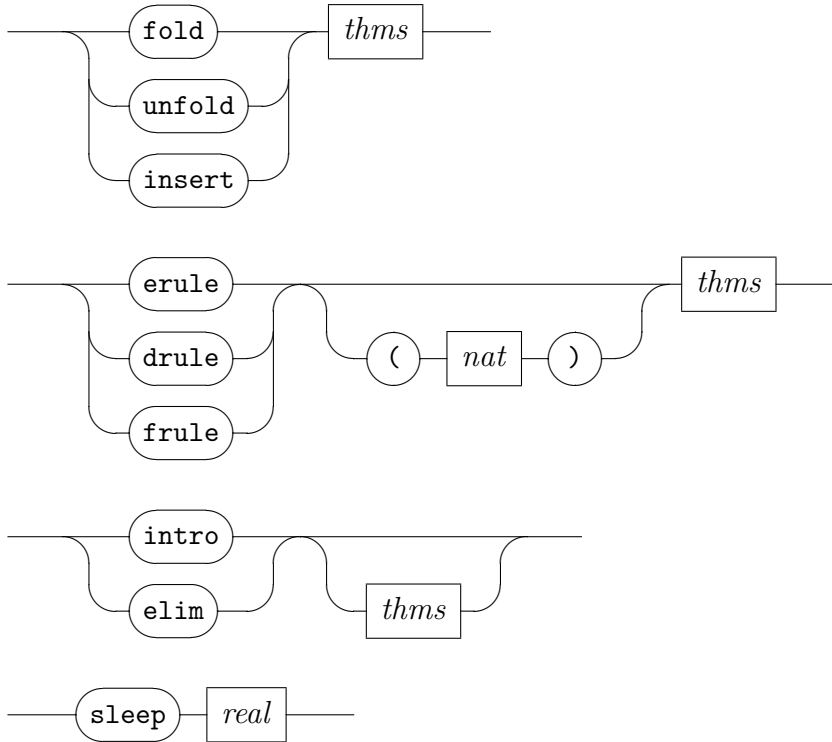 fold thms
unfold
insert
erule thms
drule ( nat )
frule
intro
elim thms
sleep real